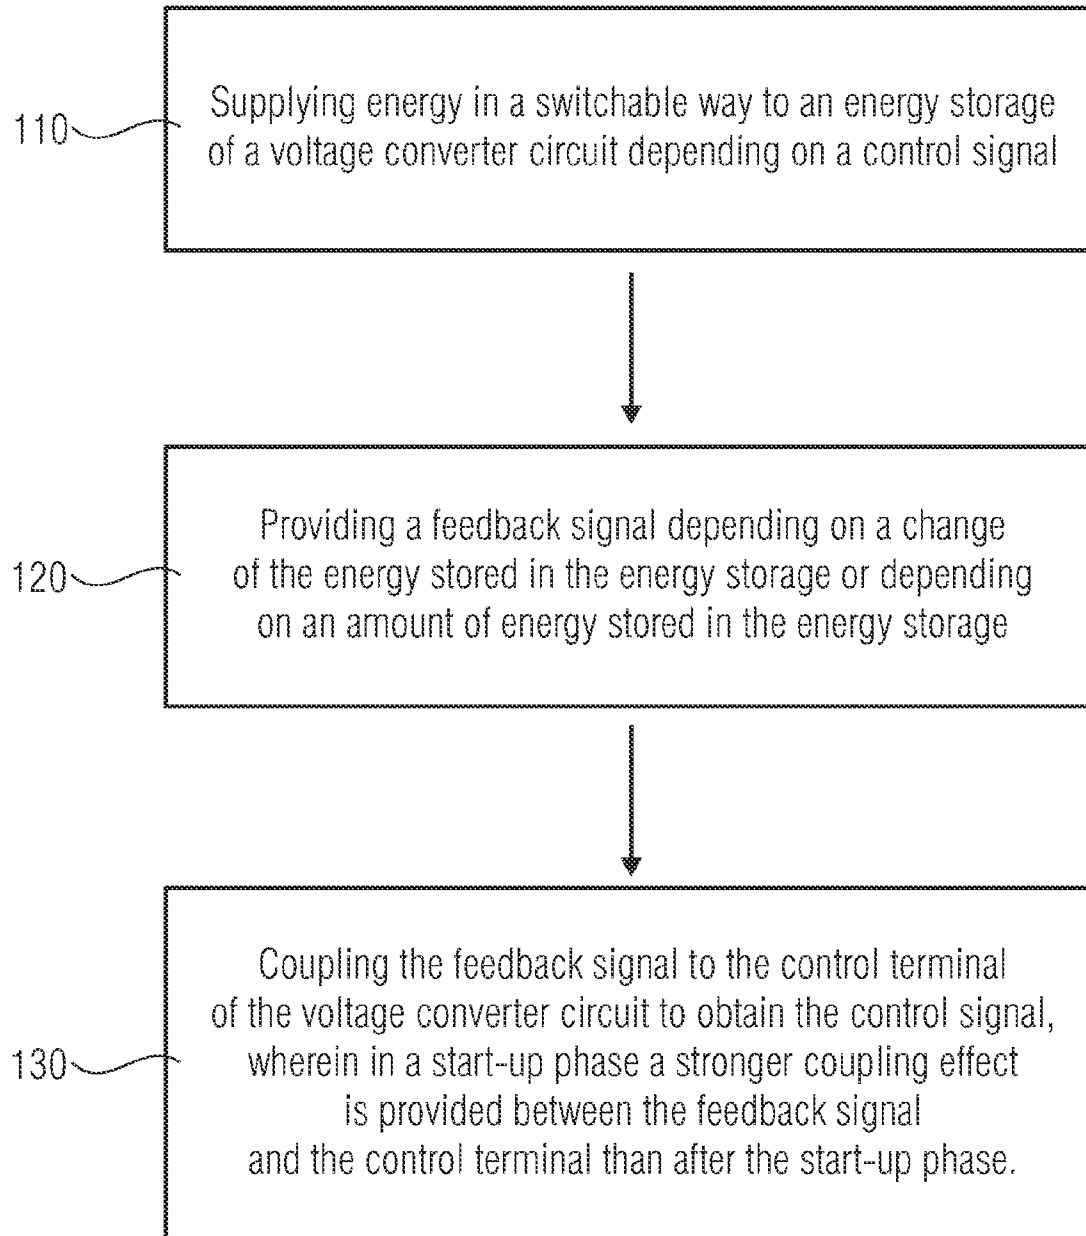 110
Supplying energy in a switchable way to an energy storage
of a voltage converter circuit depending on a control signal
120
Providing a feedback signal depending on a change
of the energy stored in the energy storage or depending
on an amount of energy stored in the energy storage
130
Coupling the feedback signal to the control terminal
of the voltage converter circuit to obtain the control signal,
wherein in a start-up phase a stronger coupling effect
is provided between the feedback signal
and the control terminal than after the start-up phase.